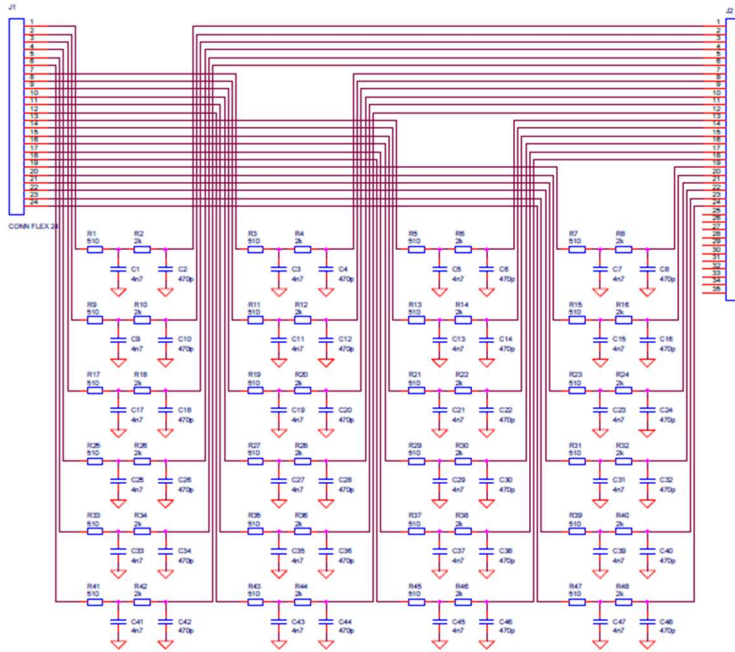 J1
J2
1
2
3
4
5
6
7
8
9
10
11
12
13
14
15
16
17
18
19
20
21
22
23
24
CONN FLEX 24
1
2
3
4
5
6
7
8
9
10
11
12
13
14
15
16
17
18
19
20
21
22
23
24
25
26
27
28
29
30
31
32
33
34
35
R1 R2 R3 R4 R5 R6 R7 R8
510 2k 510 2k 510 2k 510 2k
C1 C2 C3 C4 C5 C6 C7 C8
4n7 470p 4n7 470p 4n7 470p 4n7 470p
R9 R10 R11 R12 R13 R14 R15 R16
510 2k 510 2k 510 2k 510 2k
C9 C10 C11 C12 C13 C14 C15 C16
4n7 470p 4n7 470p 4n7 470p 4n7 470p
R17 R18 R19 R20 R21 R22 R23 R24
510 2k 510 2k 510 2k 510 2k
C17 C18 C19 C20 C21 C22 C23 C24
4n7 470p 4n7 470p 4n7 470p 4n7 470p
R25 R26 R27 R28 R29 R30 R31 R32
510 2k 510 2k 510 2k 510 2k
C25 C26 C27 C28 C29 C30 C31 C32
4n7 470p 4n7 470p 4n7 470p 4n7 470p
R33 R34 R35 R36 R37 R38 R39 R40
510 2k 510 2k 510 2k 510 2k
C33 C34 C35 C36 C37 C38 C39 C40
4n7 470p 4n7 470p 4n7 470p 4n7 470p
R41 R42 R43 R44 R45 R46 R47 R48
510 2k 510 2k 510 2k 510 2k
C41 C42 C43 C44 C45 C46 C47 C48
4n7 470p 4n7 470p 4n7 470p 4n7 470p